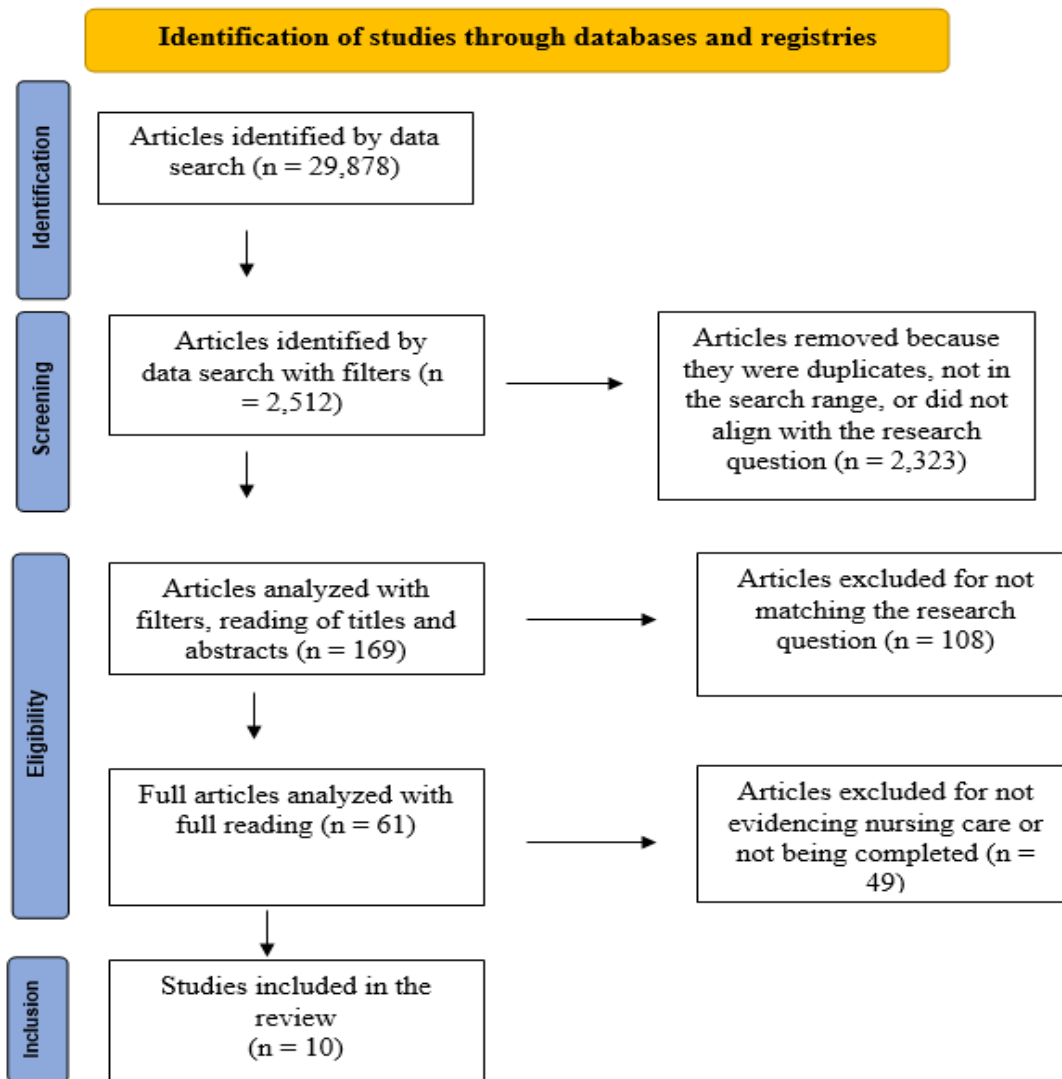 Identification of studies through databases and registries
Identification
Articles identified by data
search (n = 29,878)
Screening
Articles identified by
data search with filters (n
= 2,512)
Articles removed because
they were duplicates, not in
the search range, or did not
align with the research
question (n = 2,323)
Eligibility
Articles analyzed with
filters, reading of titles and
abstracts (n = 169)
Articles excluded for not
matching the research
question (n = 108)
Full articles analyzed with
full reading (n = 61)
Articles excluded for not
evidencing nursing care or
not being completed (n =
49)
Inclusion
Studies included in the
review
(n = 10)